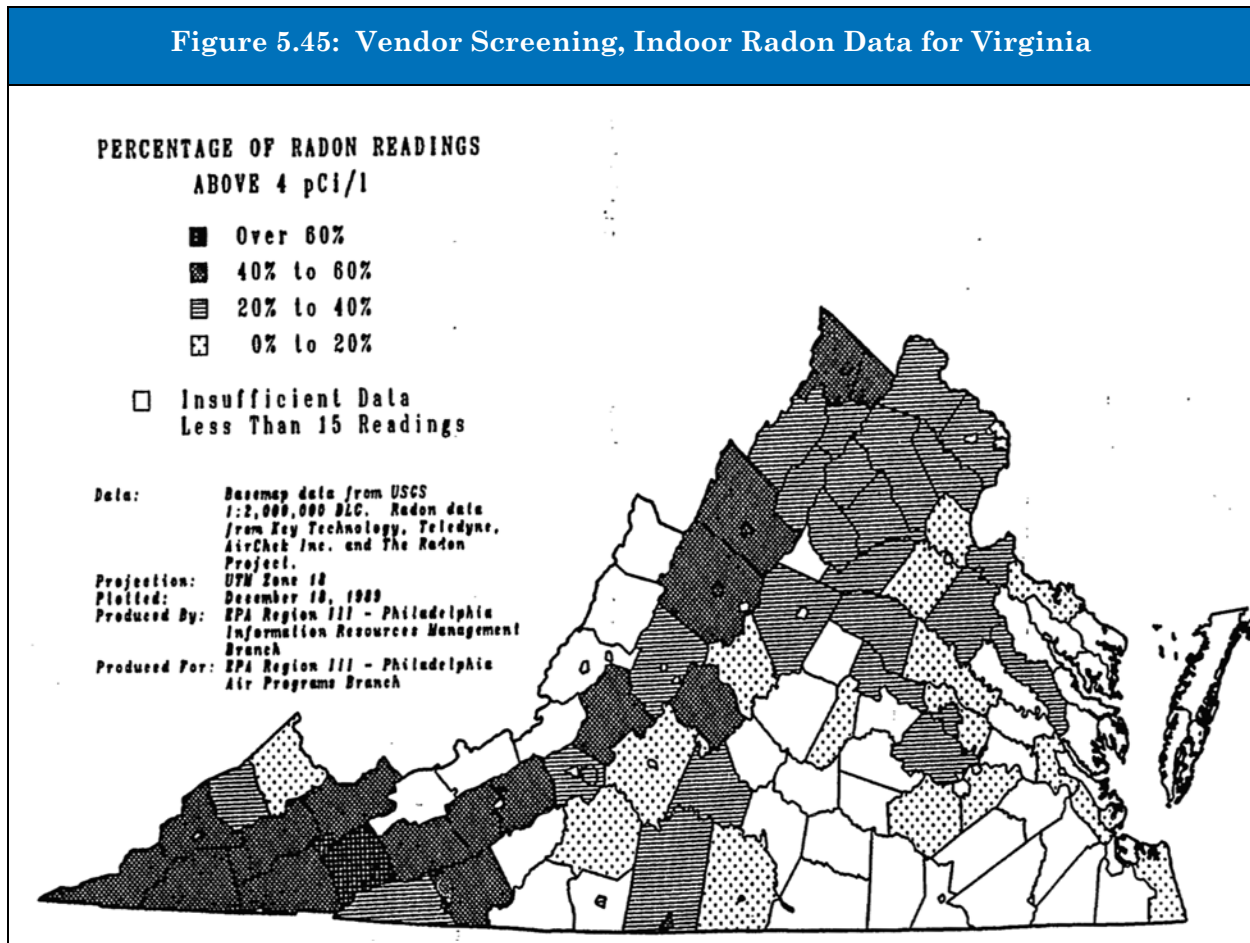 Figure 5.45: Vendor Screening, Indoor Radon Data for Virginia
PERCENTAGE OF RADON READINGS
ABOVE 4 pCi/l
Over 60%
40% to 60%
20% to 40%
0% to 20%
Insufficient Data
Less Than 15 Readings
Data: Basemap data from USGS
1:2,000,000 DLG. Radon data
from Key Technology, Teledyne,
AirChek Inc. and The Radon
Project.
Projection: UTM Zone 18
Plotted: December 18, 1989
Produced By: EPA Region III - Philadelphia
Information Resources Management
Branch
Produced For: EPA Region III - Philadelphia
Air Programs Branch